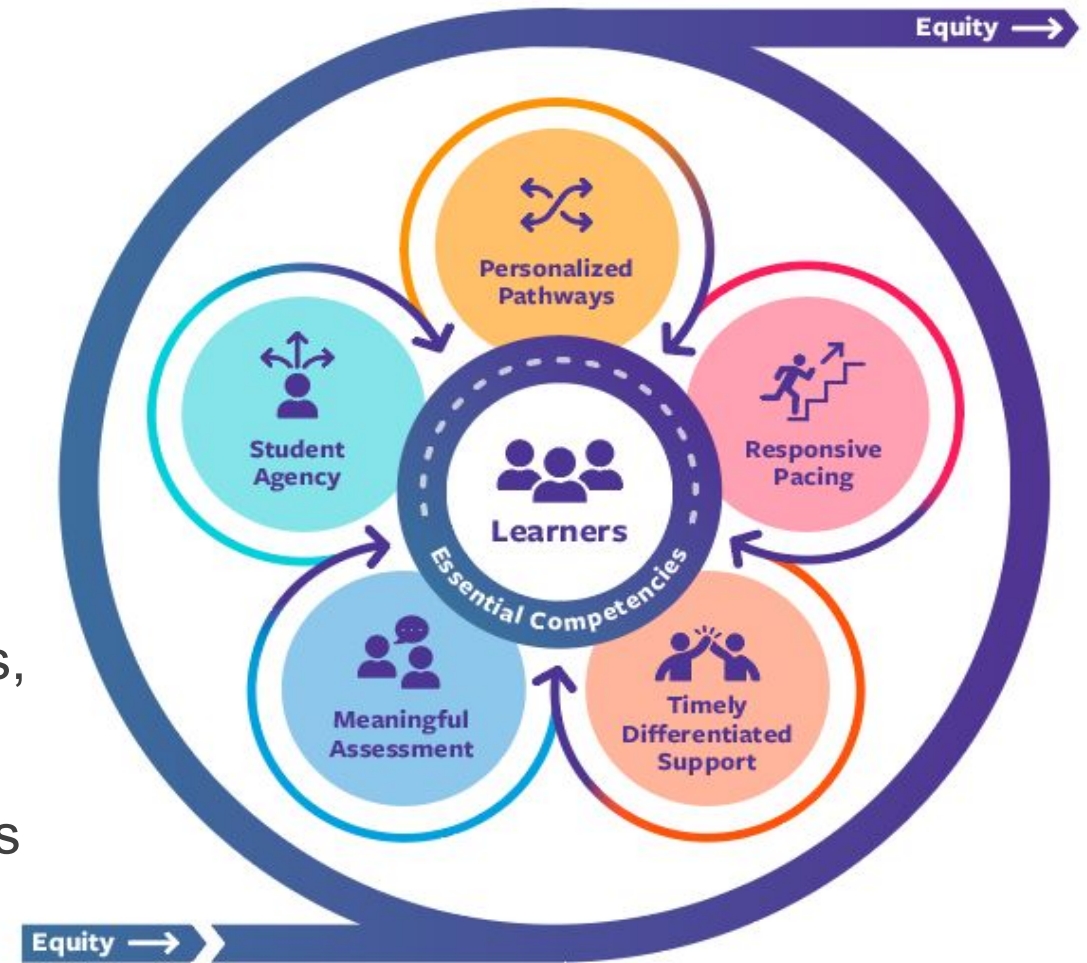 Equity
Personalized
Pathways
Student
Agency
Responsive
Pacing
Learners
Essential Competencies
s,
Meaningful
Assessment
Timely
Differentiated
Support
s
Equity